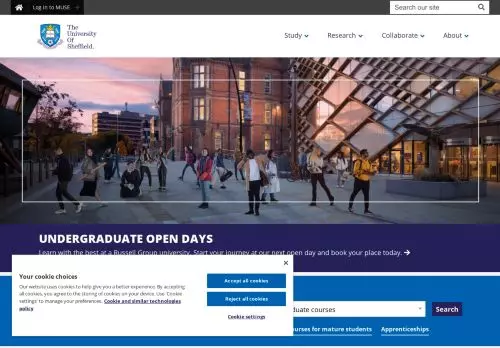 Log in to MUSE
Search our site
The
University
Of
Sheffield.
Study
Research
Collaborate
About
UNDERGRADUATE OPEN DAYS
Learn with the best at a Russell Group university. Start your journey at our next open day and book your place today. →
Your cookie choices
Our website uses cookies to help give you a better experience. By
accepting all cookies, you agree to the storing of cookies on your device. Use 'Cookie
settings' to manage your preferences. Cookie and similar technologies
policy
Accept all cookies
Reject all cookies
Cookie settings
duate courses
Search
ourses for mature students
Apprenticeships